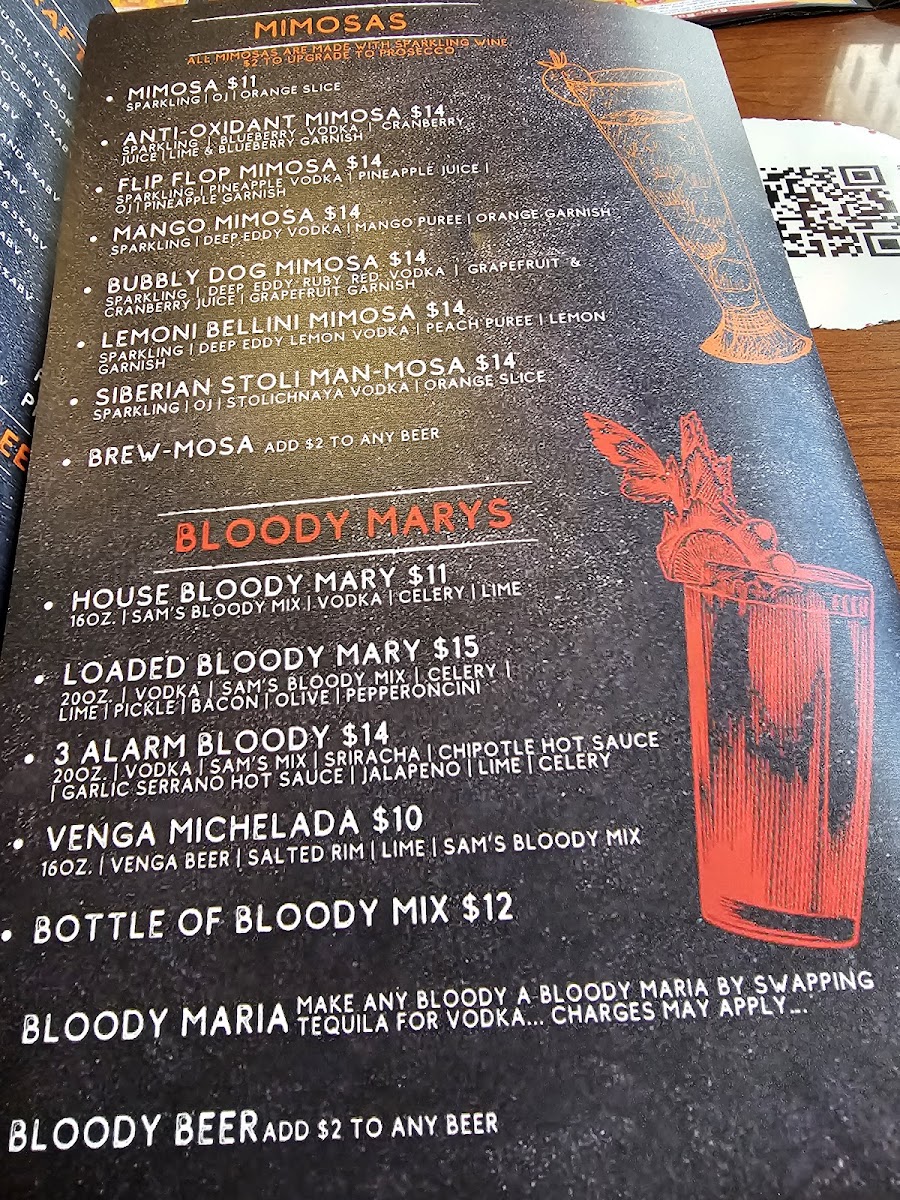 MIMOSAS
ALL MIMOSAS ARE MADE WITH SPARKLING WINE
$2 TO UPGRADE TO PROSECCO
• MIMOSA $11
SPARKLING | OJ | ORANGE SLICE
• ANTI-OXIDANT MIMOSA $14
SPARKLING | BLUEBERRY VODKA | CRANBERRY
JUICE | LIME & BLUEBERRY GARNISH
• FLIP FLOP MIMOSA $14
SPARKLING | PINEAPPLE VODKA | PINEAPPLE JUICE |
OJ | PINEAPPLE GARNISH
• MANGO MIMOSA $14
SPARKLING | DEEP EDDY VODKA | MANGO PUREE | ORANGE GARNISH
• BUBBLY DOG MIMOSA $14
SPARKLING | DEEP EDDY RUBY RED VODKA | GRAPEFRUIT &
CRANBERRY JUICE | GRAPEFRUIT GARNISH
• LEMONI BELLINI MIMOSA $14
SPARKLING | DEEP EDDY LEMON VODKA | PEACH PUREE | LEMON
GARNISH
• SIBERIAN STOLI MAN-MOSA $14
SPARKLING | OJ | STOLICHNAYA VODKA | ORANGE SLICE
• BREW-MOSA ADD $2 TO ANY BEER
BLOODY MARYS
• HOUSE BLOODY MARY $11
16OZ. | SAM'S BLOODY MIX | VODKA | CELERY | LIME
• LOADED BLOODY MARY $15
20OZ. | VODKA | SAM'S BLOODY MIX | CELERY |
LIME | PICKLE | BACON | OLIVE | PEPPERONCINI
• 3 ALARM BLOODY $14
20OZ. | VODKA | SAM'S MIX | SRIRACHA | CHIPOTLE HOT SAUCE
| GARLIC SERRANO HOT SAUCE | JALAPENO | LIME | CELERY
• VENGA MICHELADA $10
16OZ. | VENGA BEER | SALTED RIM | LIME | SAM'S BLOODY MIX
• BOTTLE OF BLOODY MIX $12
BLOODY MARIA MAKE ANY BLOODY A BLOODY MARIA BY SWAPPING
TEQUILA FOR VODKA... CHARGES MAY APPLY...
BLOODY BEER ADD $2 TO ANY BEER